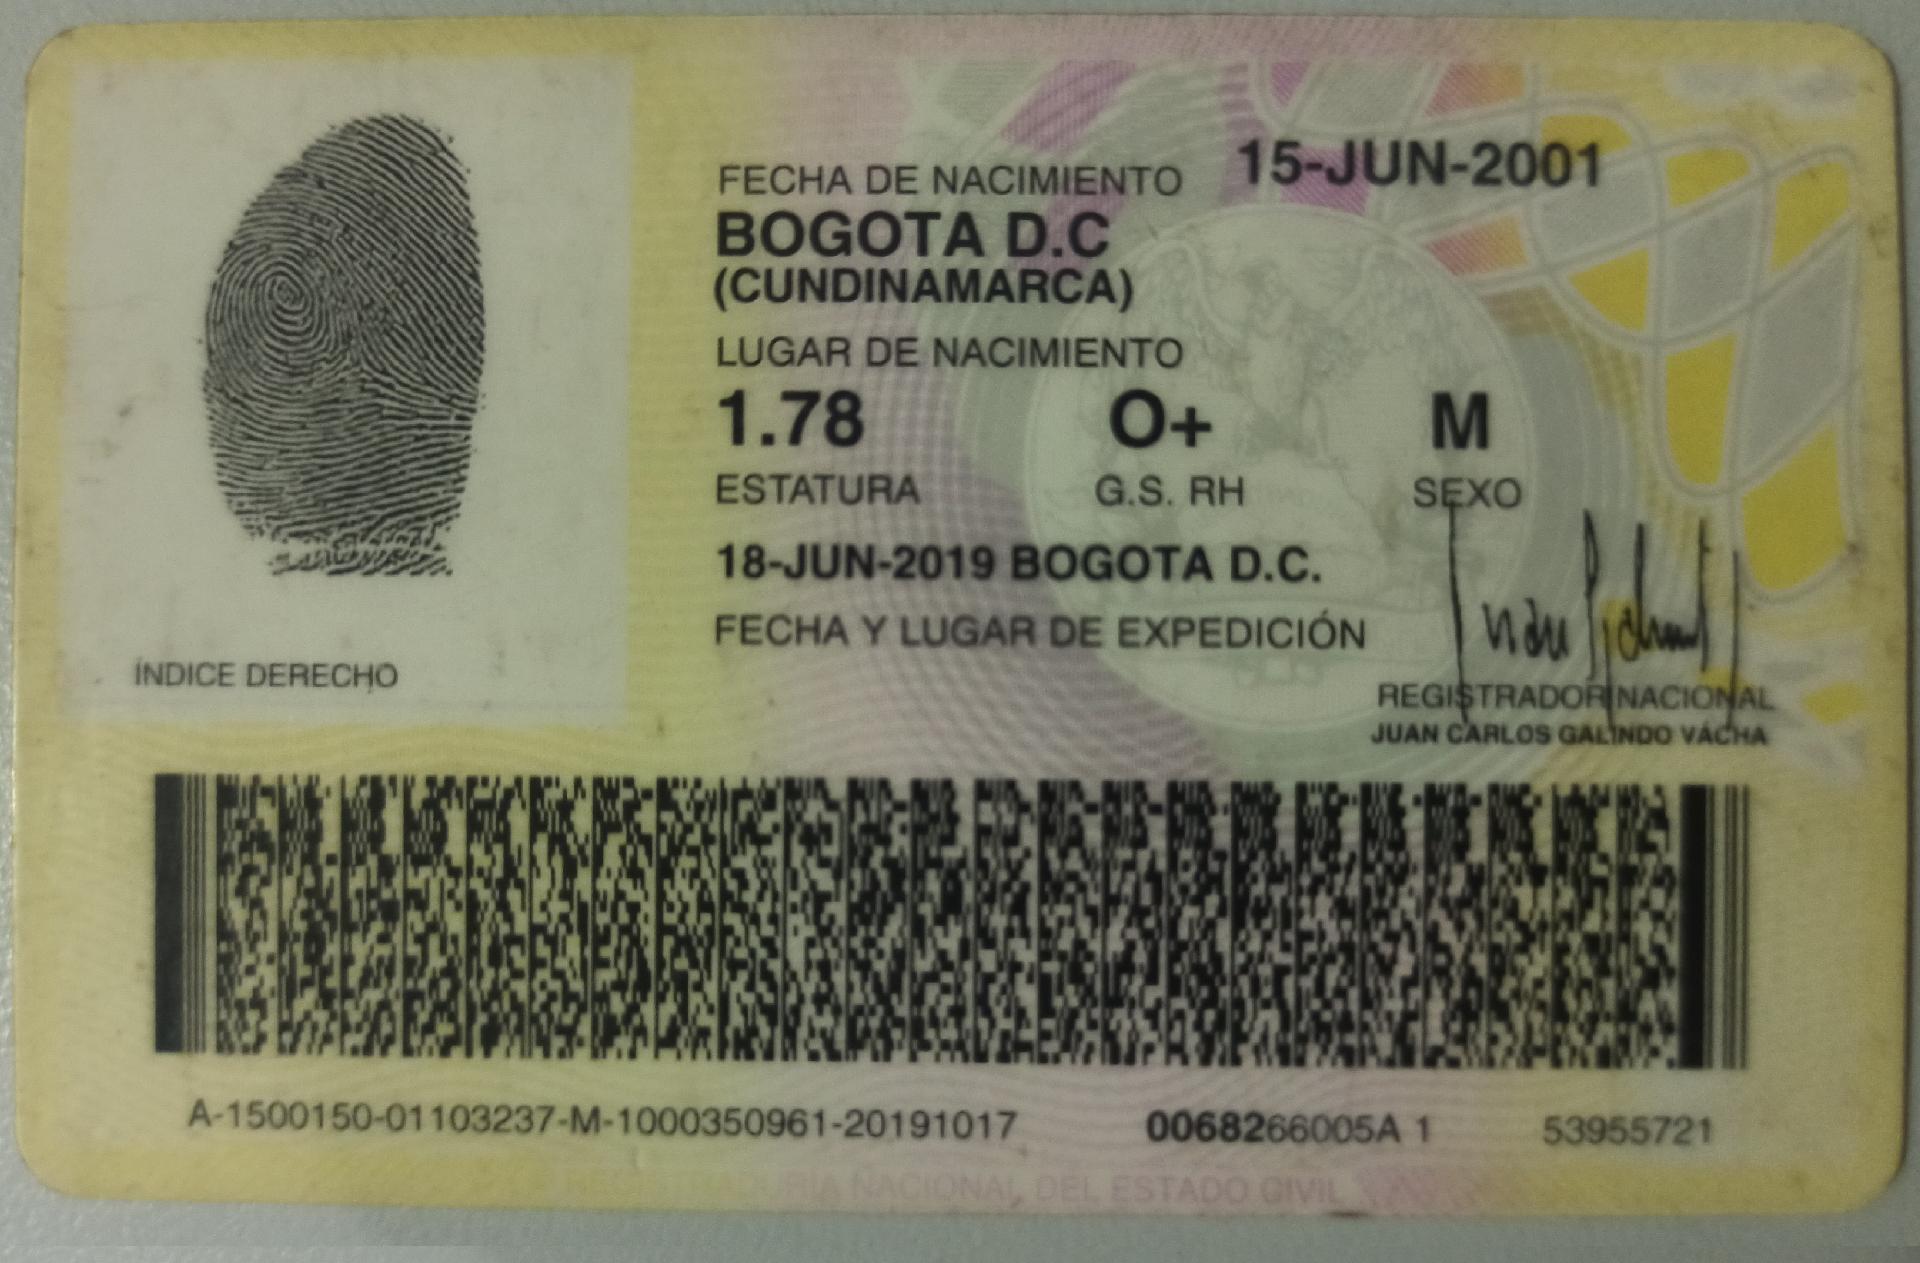 FECHA DE NACIMIENTO 15-JUN-2001
BOGOTA D.C
(CUNDINAMARCA)
LUGAR DE NACIMIENTO
1.78 O+ M
ESTATURA G.S. RH SEXO
18-JUN-2019 BOGOTA D.C.
FECHA Y LUGAR DE EXPEDICIÓN
ÍNDICE DERECHO
REGISTRADOR NACIONAL
JUAN CARLOS GALINDO VÁCHA
A-1500150-01103237-M-1000350961-20191017 0068266005A 1 53955721
REGISTRADURIA NACIONAL DEL ESTADO CIVIL